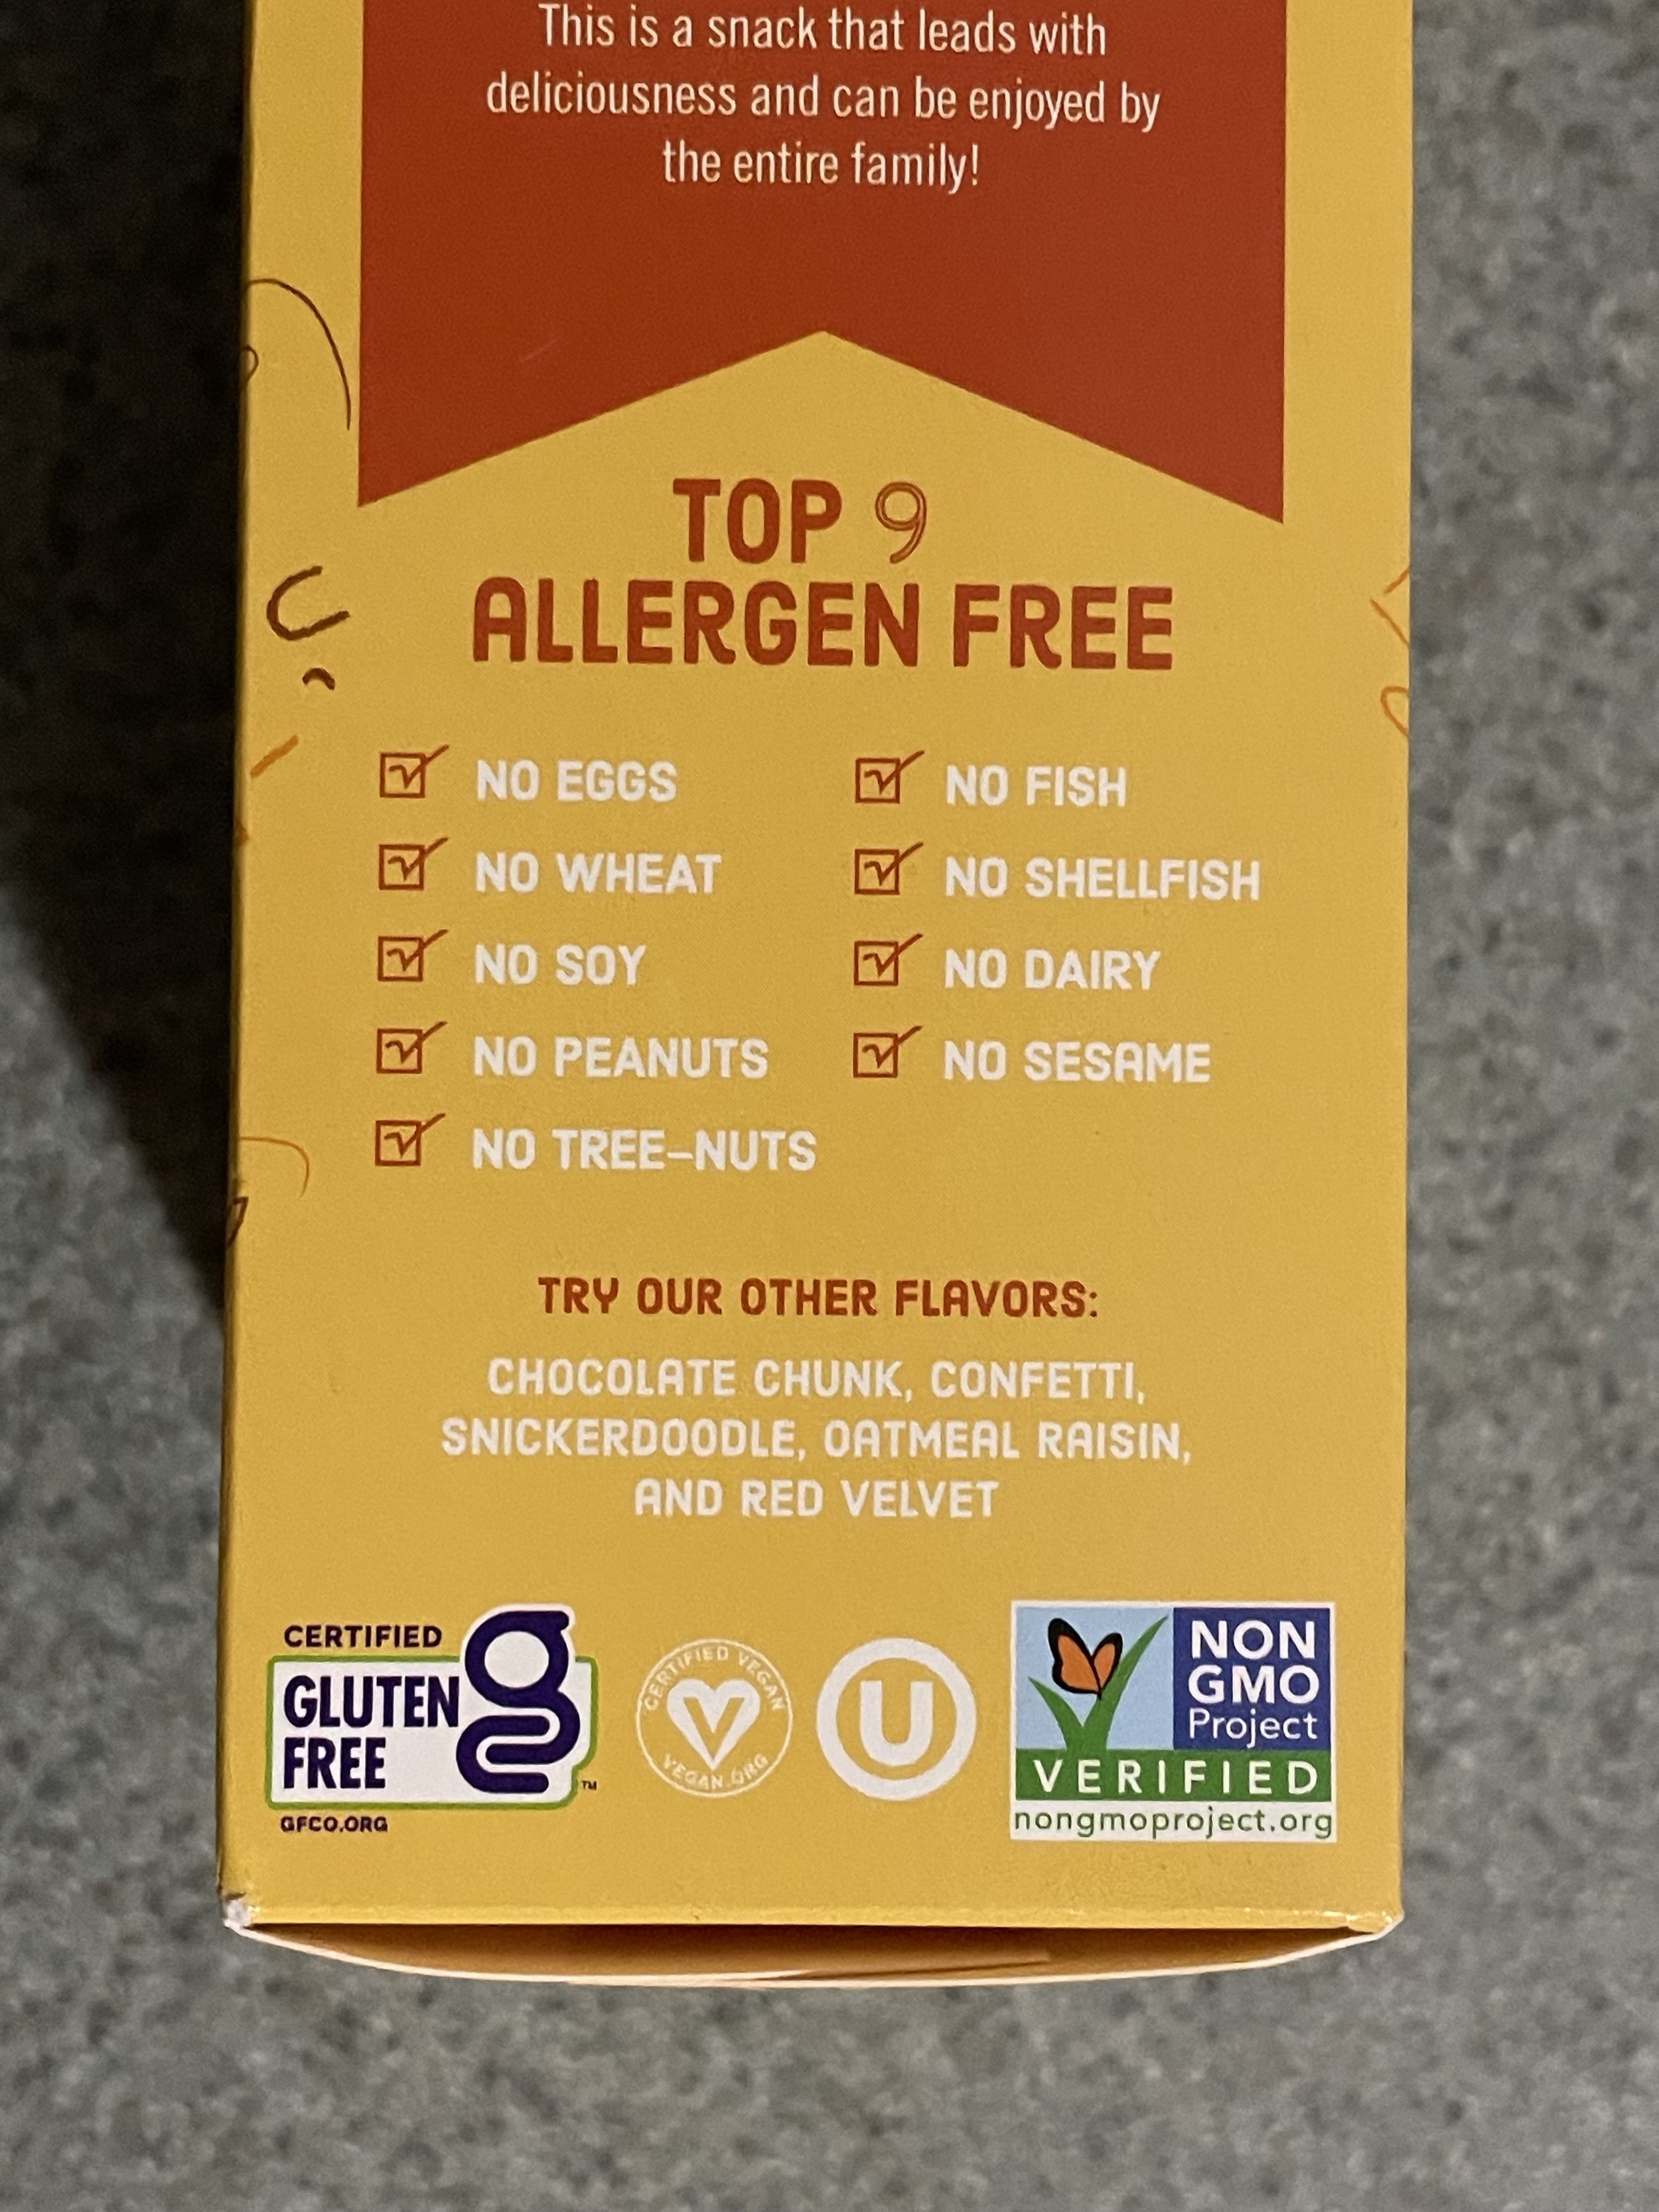 This is a snack that leads with
deliciousness and can be enjoyed by
the entire family!
TOP 9
ALLERGEN FREE
NO EGGS
NO WHEAT
NO SOY
NO PEANUTS
NO TREE-NUTS
NO FISH
NO SHELLFISH
NO DAIRY
NO SESAME
TRY OUR OTHER FLAVORS:
CHOCOLATE CHUNK, CONFETTI,
SNICKERDOODLE, OATMEAL RAISIN,
AND RED VELVET
CERTIFIED
GLUTEN
FREE
g
™
GFCO.ORG
CERTIFIED VEGAN
V
VEGAN.ORG
U
NON
GMO
Project
VERIFIED
nongmoproject.org